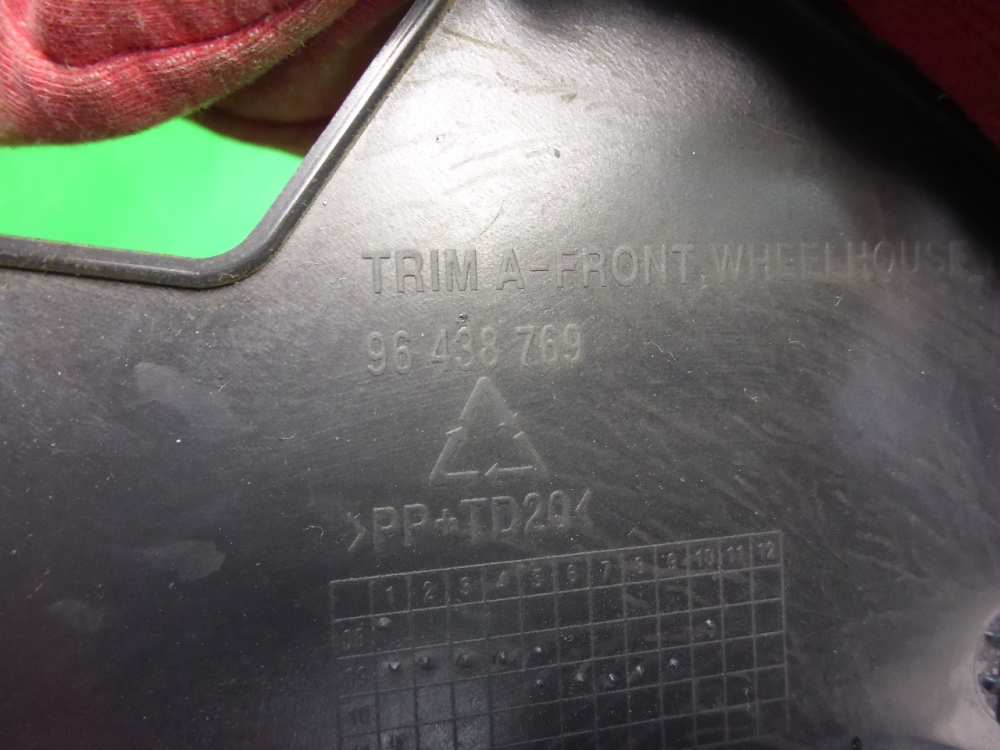 TRIM A-FRONT WHEELHOUSE
96 438 769
>PP+TD20<
1 2 3 4 5 6 7 8 9 10 11 12